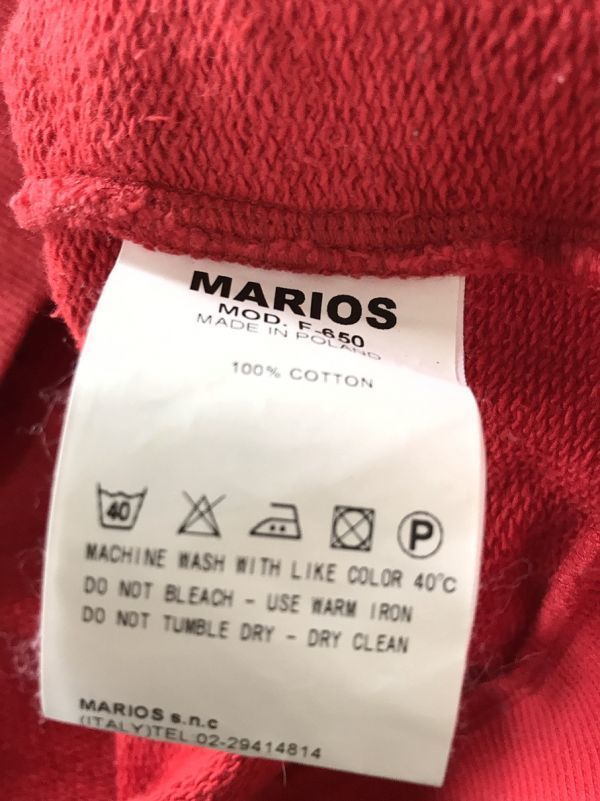 MARIOS
MOD. F-650
MADE IN POLAND
100% COTTON
40 P
MACHINE WASH WITH LIKE COLOR 40°C
DO NOT BLEACH - USE WARM IRON
DO NOT TUMBLE DRY - DRY CLEAN
MARIOS s.n.c
(ITALY)TEL:02-29414814